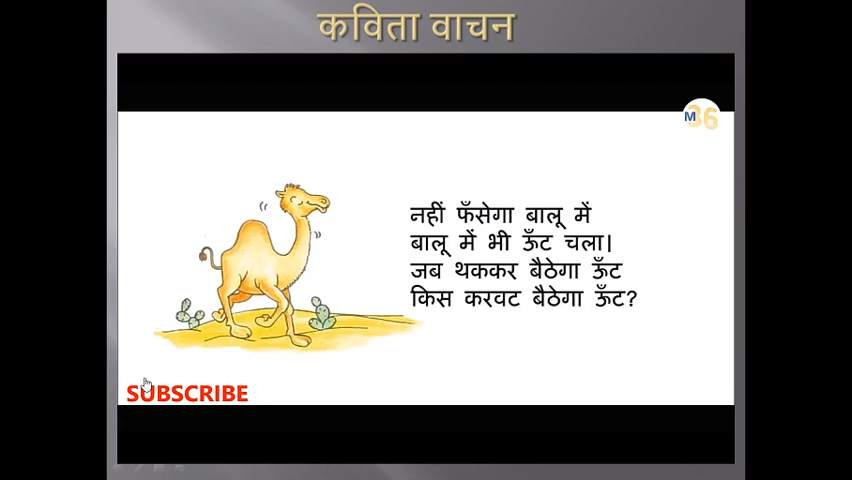 कविता वाचन
M36
नहीं फँसेगा बालू में
बालू में भी ऊँट चला।
जब थककर बैठेगा ऊँट
किस करवट बैठेगा ऊँट?
SUBSCRIBE